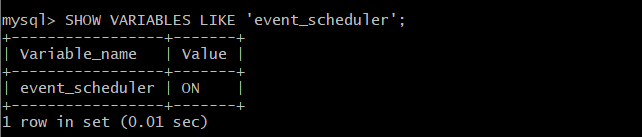 mysql> SHOW VARIABLES LIKE 'event_scheduler';
+-----------------+-------+
| Variable_name   | Value |
+-----------------+-------+
| event_scheduler | ON    |
+-----------------+-------+
1 row in set (0.01 sec)